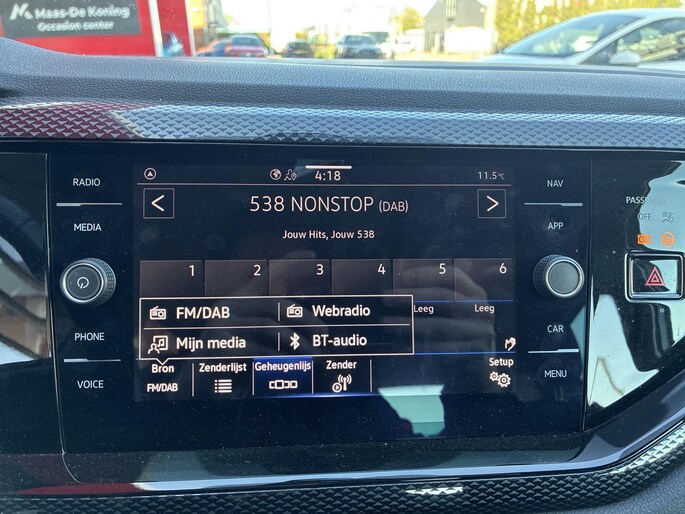 Maas-De Koning
Occasion center
RADIO
MEDIA
PHONE
VOICE
4:18
11.5°C
< 538 NONSTOP (DAB) >
Jouw Hits, Jouw 538
1 2 3 4 5 6
Leeg Leeg
FM/DAB Webradio
Mijn media BT-audio
Bron Zenderlijst Geheugenlijs Zender Setup
FM/DAB
NAV
APP
CAR
MENU
PASS
OFF